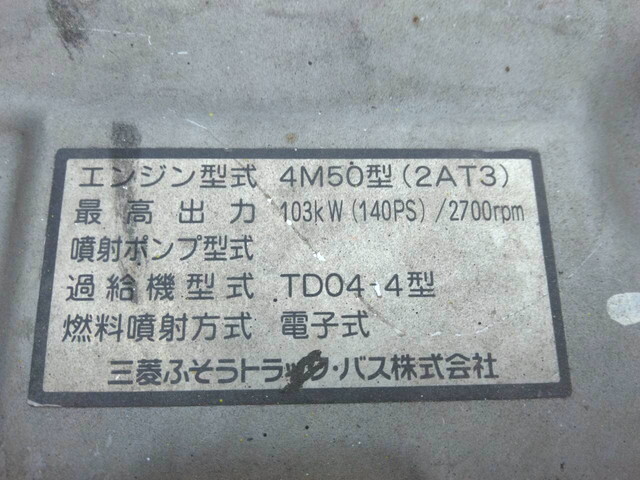 エンジン型式 4M50型(2AT3)
最高出力 103kW(140PS)/2700rpm
噴射ポンプ型式
過給機型式 TD04-4型
燃料噴射方式 電子式
三菱ふそうトラック・バス株式会社